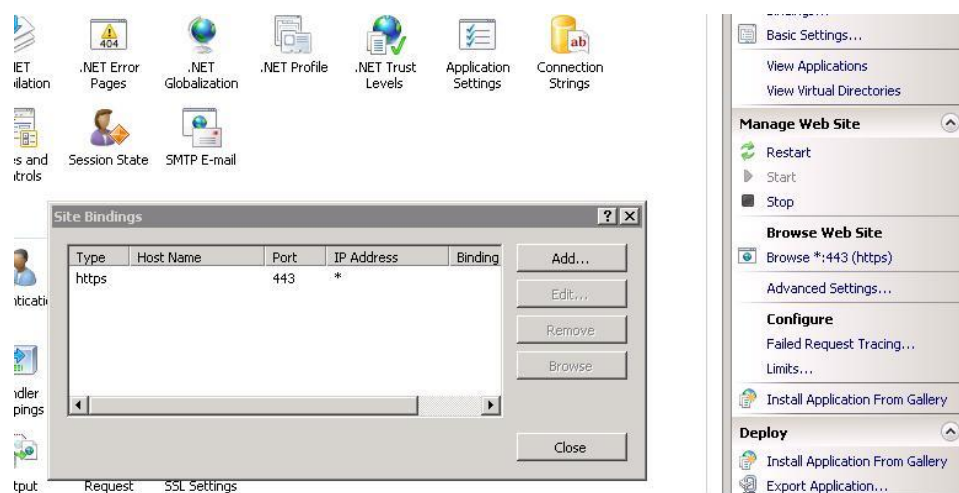 404
ab
.NET Error
Pages
.NET
Globalization
.NET Profile
.NET Trust
Levels
Application
Settings
Connection
Strings
Session State
SMTP E-mail
Site Bindings
Type Host Name Port IP Address Binding
https 443 *
Add...
Edit...
Remove
Browse
Close
Request
SSL Settings
Basic Settings...
View Applications
View Virtual Directories
Manage Web Site
Restart
Start
Stop
Browse Web Site
Browse *:443 (https)
Advanced Settings...
Configure
Failed Request Tracing...
Limits...
Install Application From Gallery
Deploy
Install Application From Gallery
Export Application...